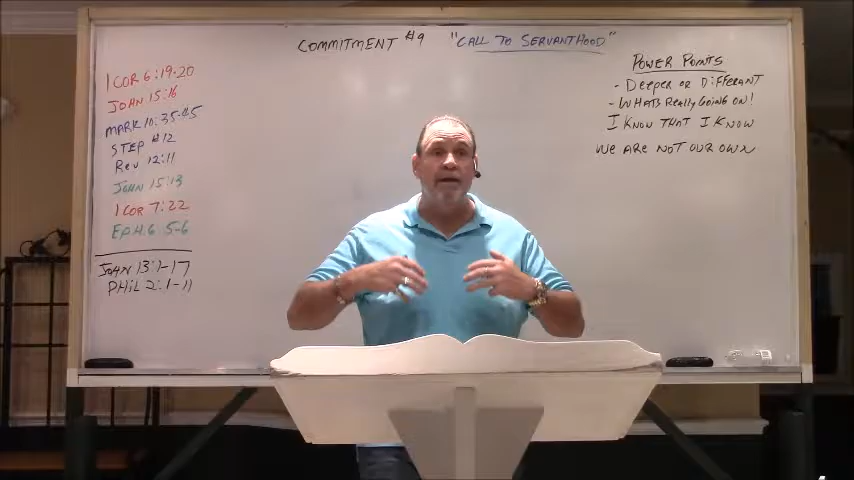 COMMITMENT #9 "CALL TO SERVANTHOOD"
1 COR 6:19-20
JOHN 15:16
MARK 10:35-45
STEP #12
Rev 12:11
JOHN 15:13
1 COR 7:22
EPH. 6 5-6
JOHN 13:1-17
PHIL 2:1-11
POWER POINTS
- DEEPER OR DIFFERENT
- WHATS Really GOING ON!
I KNOW THAT I KNOW
WE ARE NOT OUR OWN